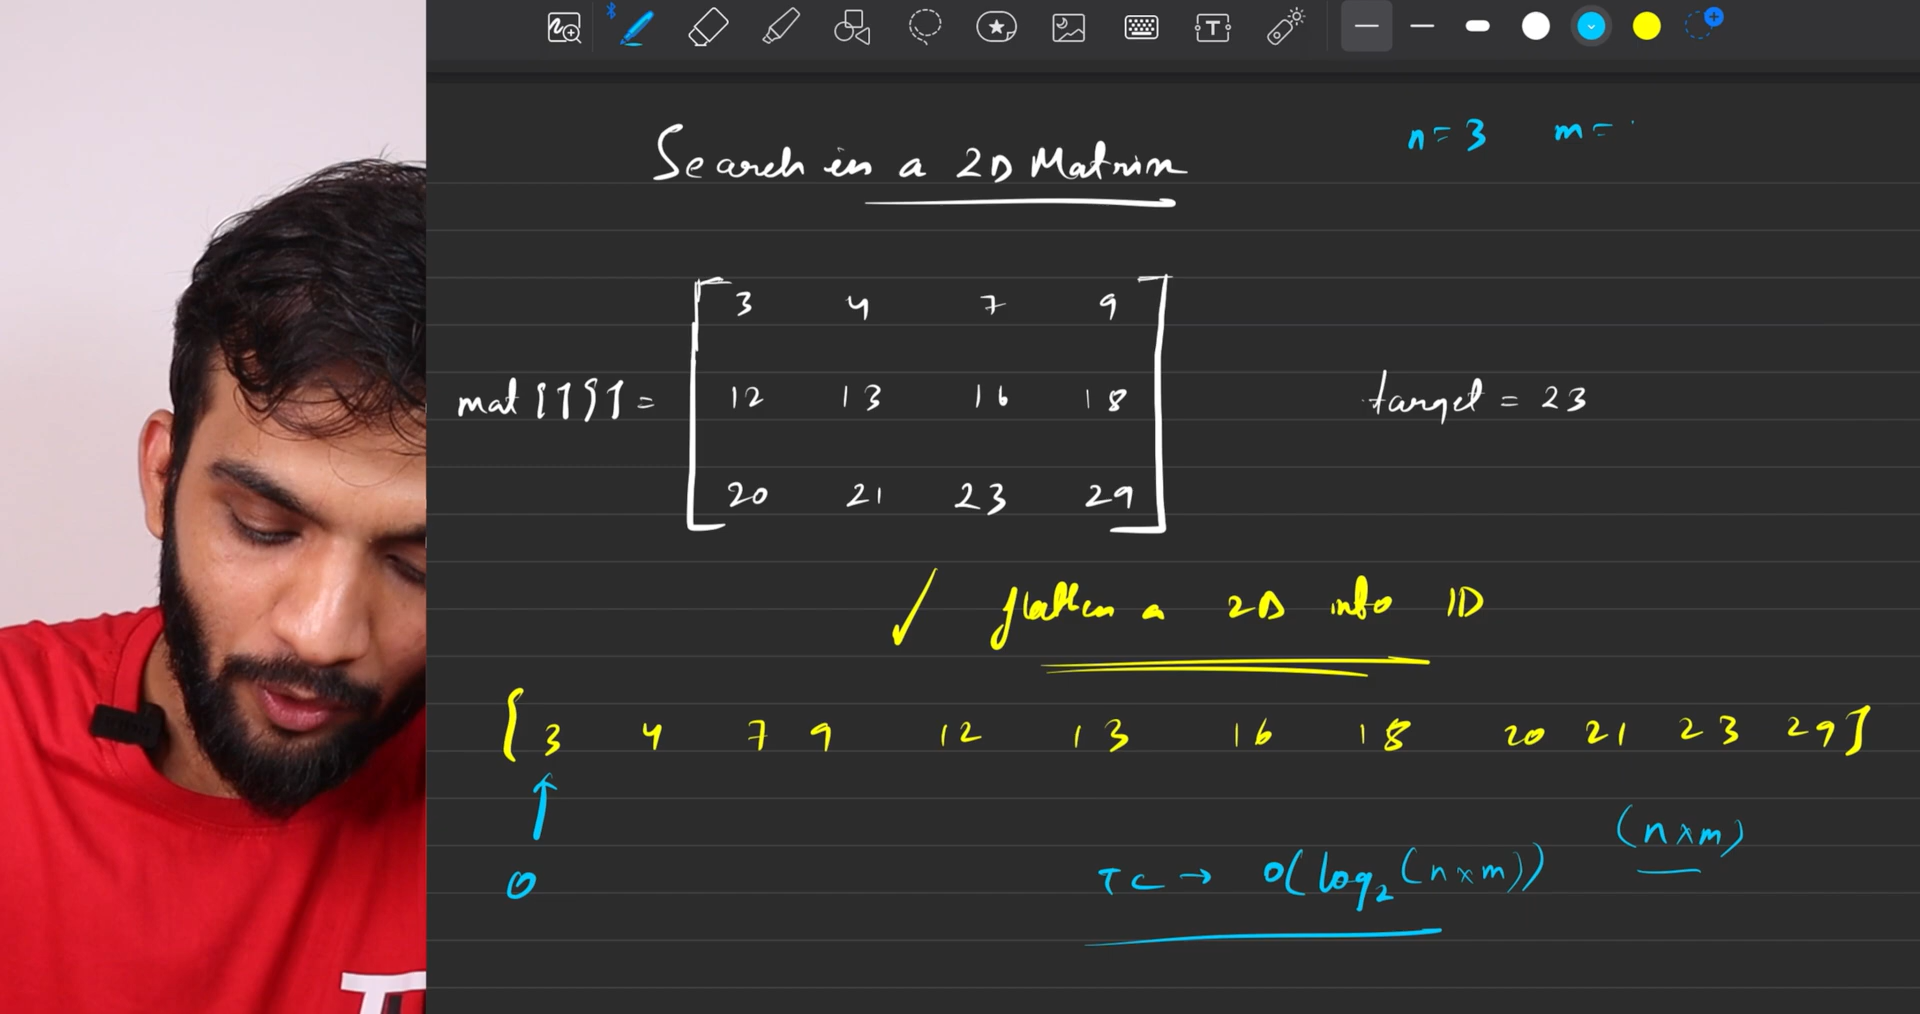 n=3 m=
Search in a 2D Matrix
3 4 7 9
mat[][] = 12 13 16 18 target = 23
20 21 23 29
✓ flatten a 2D into 1D
[3 4 7 9 12 13 16 18 20 21 23 29]
(n×m)
0 TC → O(log₂(n×m))